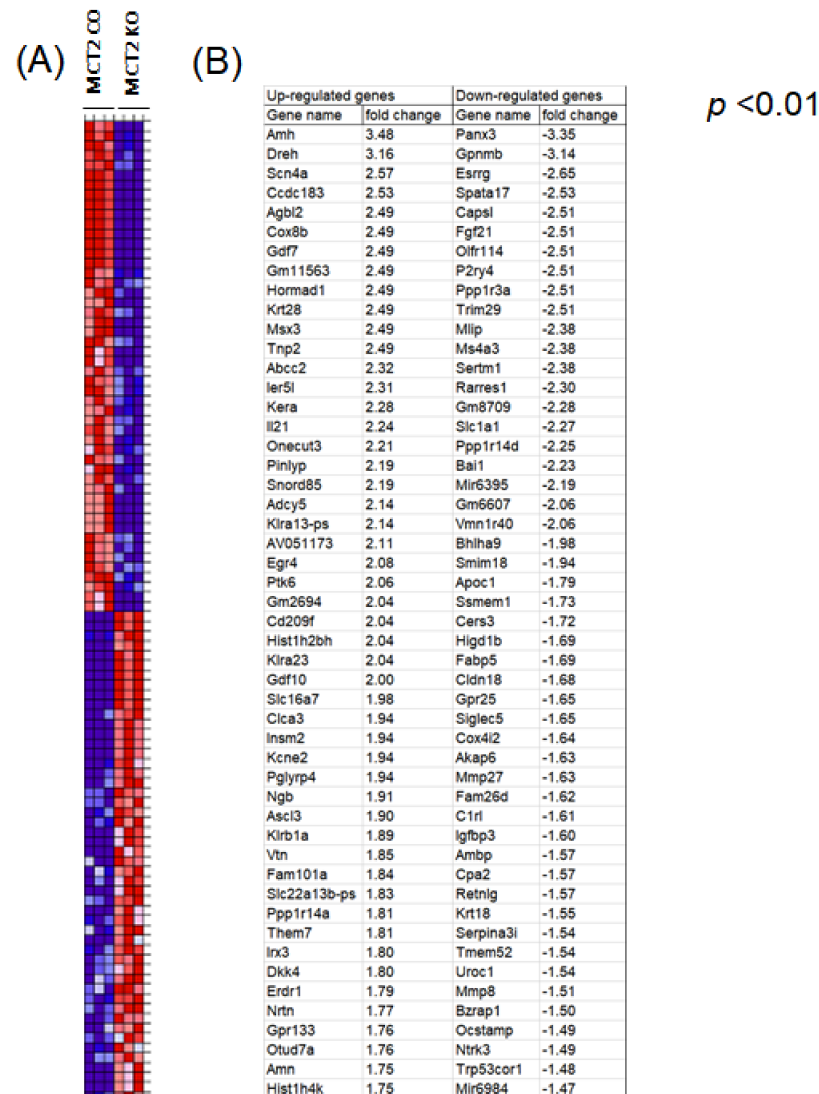 (A)
MCT2 CO
MCT2 KO
(B)
p <0.01
Up-regulated genes Down-regulated genes
Gene name fold change Gene name fold change
Amh 3.48 Panx3 -3.35
Dreh 3.16 Gpnmb -3.14
Scn4a 2.57 Esrrg -2.65
Ccdc183 2.53 Spata17 -2.53
Agbl2 2.49 Capsl -2.51
Cox8b 2.49 Fgf21 -2.51
Gdf7 2.49 Olfr114 -2.51
Gm11563 2.49 P2ry4 -2.51
Hormad1 2.49 Ppp1r3a -2.51
Krt28 2.49 Trim29 -2.51
Msx3 2.49 Mlip -2.38
Tnp2 2.49 Ms4a3 -2.38
Abcc2 2.32 Sertm1 -2.38
Ier5l 2.31 Rarres1 -2.30
Kera 2.28 Gm8709 -2.28
Il21 2.24 Slc1a1 -2.27
Onecut3 2.21 Ppp1r14d -2.25
Pinlyp 2.19 Bai1 -2.23
Snord85 2.19 Mir6395 -2.19
Adcy5 2.14 Gm6607 -2.06
Klra13-ps 2.14 Vmn1r40 -2.06
AV051173 2.11 Bhlha9 -1.98
Egr4 2.08 Smim18 -1.94
Ptk6 2.06 Apoc1 -1.79
Gm2694 2.04 Ssmem1 -1.73
Cd209f 2.04 Cers3 -1.72
Hist1h2bh 2.04 Higd1b -1.69
Klra23 2.04 Fabp5 -1.69
Gdf10 2.00 Cldn18 -1.68
Slc16a7 1.98 Gpr25 -1.65
Clca3 1.94 Siglec5 -1.65
Insm2 1.94 Cox4i2 -1.64
Kcne2 1.94 Akap6 -1.63
Pglyrp4 1.94 Mmp27 -1.63
Ngb 1.91 Fam26d -1.62
Ascl3 1.90 C1rl -1.61
Klrb1a 1.89 Igfbp3 -1.60
Vtn 1.85 Ambp -1.57
Fam101a 1.84 Cpa2 -1.57
Slc22a13b-ps 1.83 Retnlg -1.57
Ppp1r14a 1.81 Krt18 -1.55
Them7 1.81 Serpina3i -1.54
Irx3 1.80 Tmem52 -1.54
Dkk4 1.80 Uroc1 -1.54
Erdr1 1.79 Mmp8 -1.51
Nrtn 1.77 Bzrap1 -1.50
Gpr133 1.76 Ocstamp -1.49
Otud7a 1.76 Ntrk3 -1.49
Amn 1.75 Trp53cor1 -1.48
Hist1h4k 1.75 Mir6984 -1.47